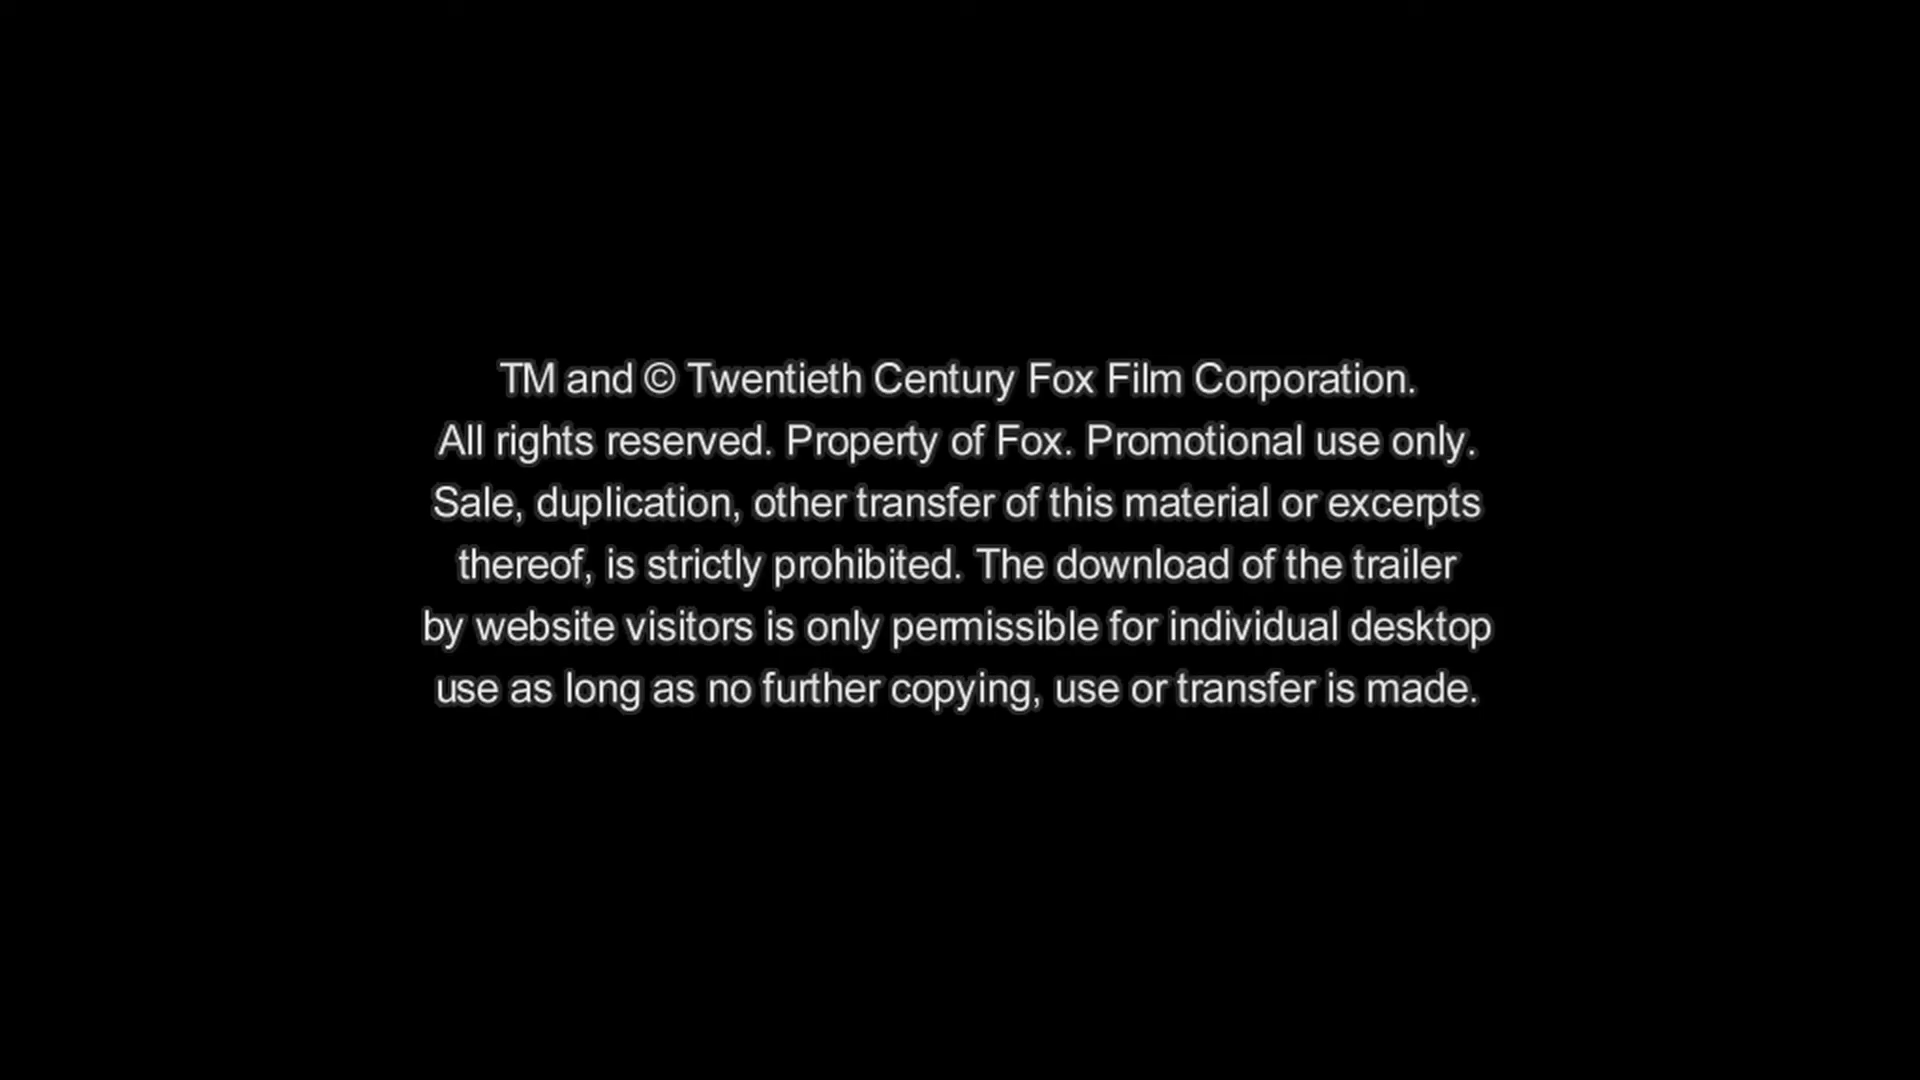 TM and © Twentieth Century Fox Film Corporation.
All rights reserved. Property of Fox. Promotional use only.
Sale, duplication, other transfer of this material or excerpts
thereof, is strictly prohibited. The download of the trailer
by website visitors is only permissible for individual desktop
use as long as no further copying, use or transfer is made.